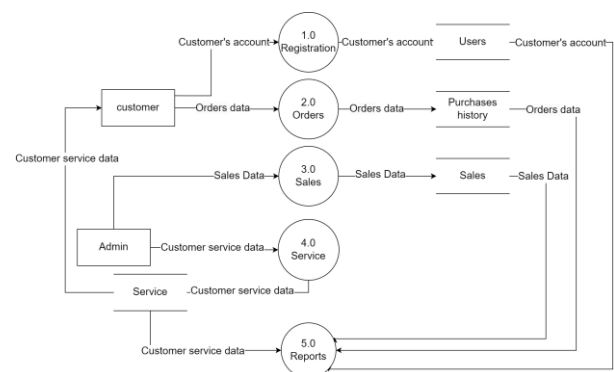 1.0
Registration
Customer's account
Customer's account
Users
Customer's account
customer
Orders data
2.0
Orders
Orders data
Purchases
history
Orders data
Customer service data
3.0
Sales
Sales Data
Sales Data
Sales
Sales Data
Admin
Customer service data
4.0
Service
Service
Customer service data
Customer service data
5.0
Reports